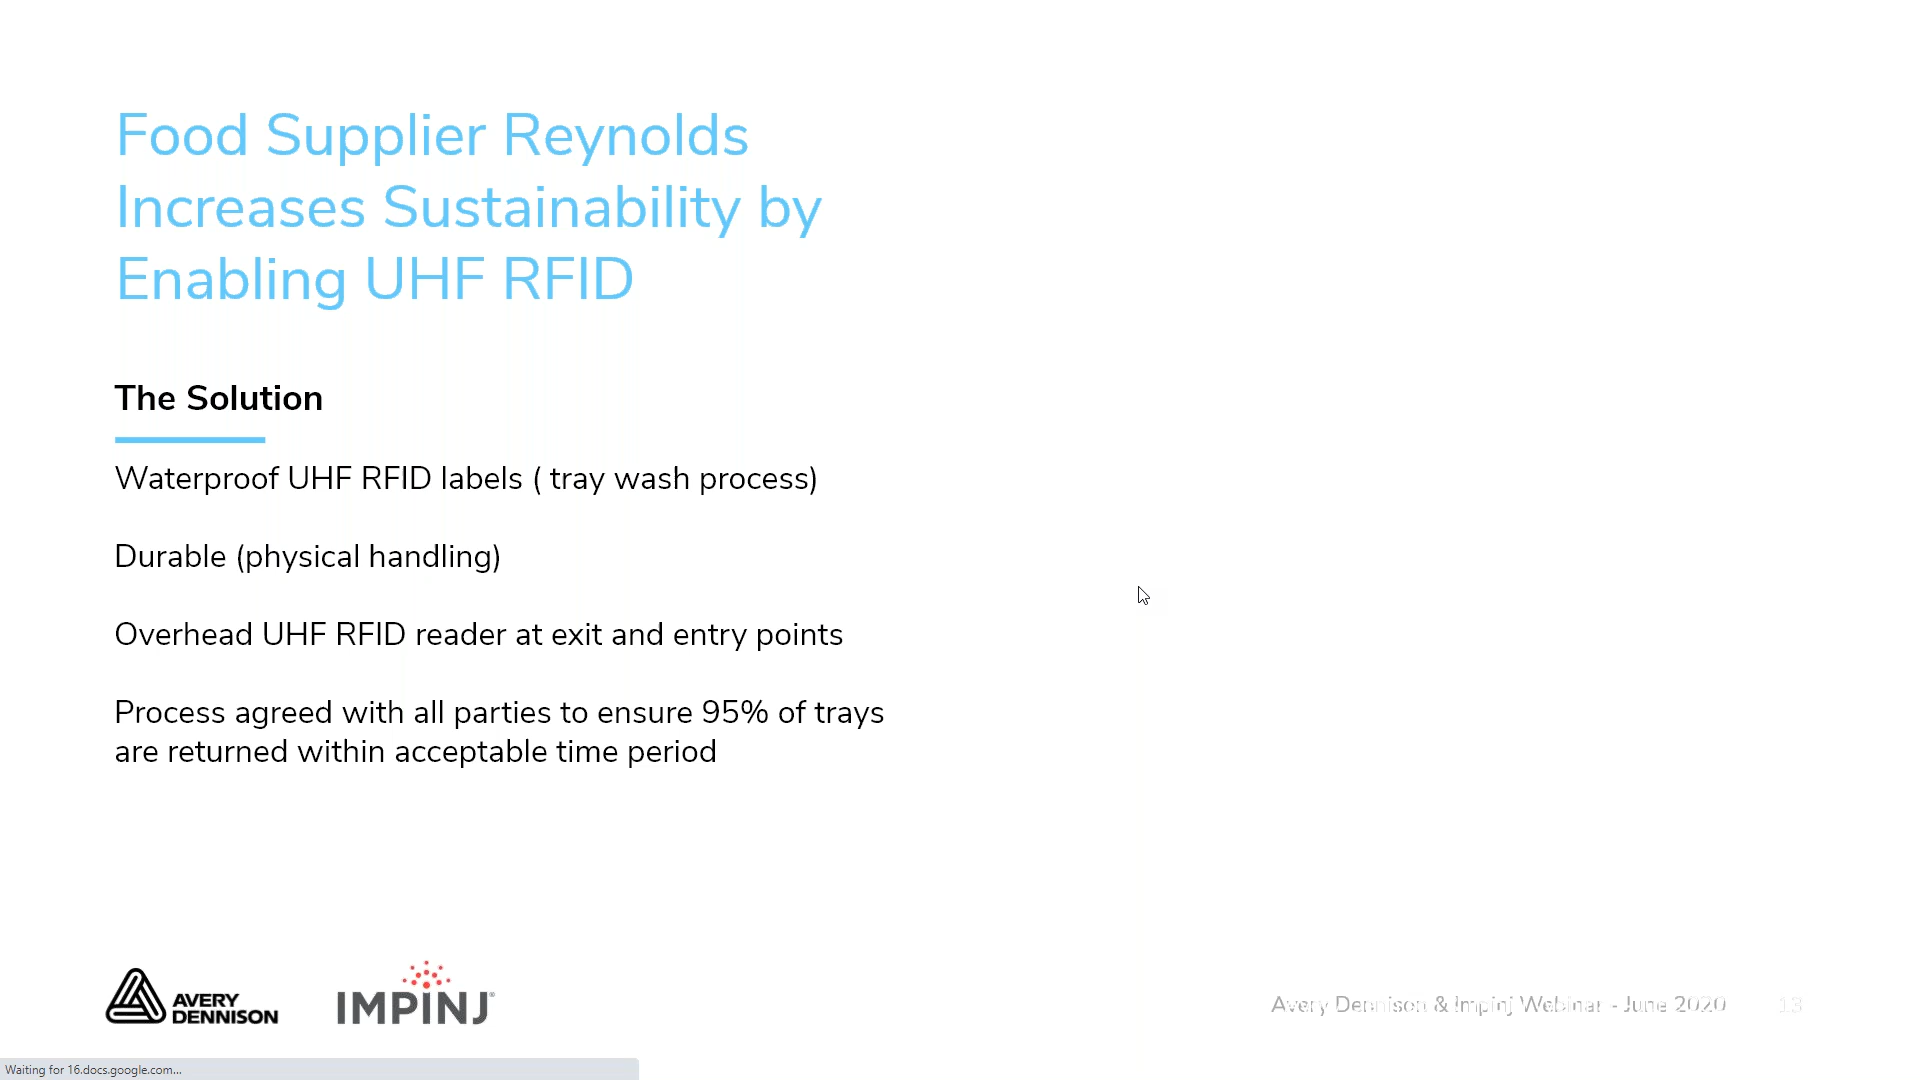 Food Supplier Reynolds
Increases Sustainability by
Enabling UHF RFID
The Solution
Waterproof UHF RFID labels ( tray wash process)
Durable (physical handling)
Overhead UHF RFID reader at exit and entry points
Process agreed with all parties to ensure 95% of trays
are returned within acceptable time period
AVERY
DENNISON
IMPINJ®
Avery Dennison & Impinj Webinar - June 2020
13
Waiting for 16.docs.google.com...